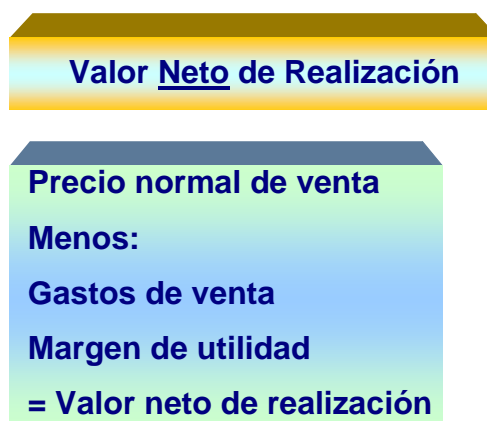 Valor Neto de Realización
Precio normal de venta
Menos:
Gastos de venta
Margen de utilidad
= Valor neto de realización